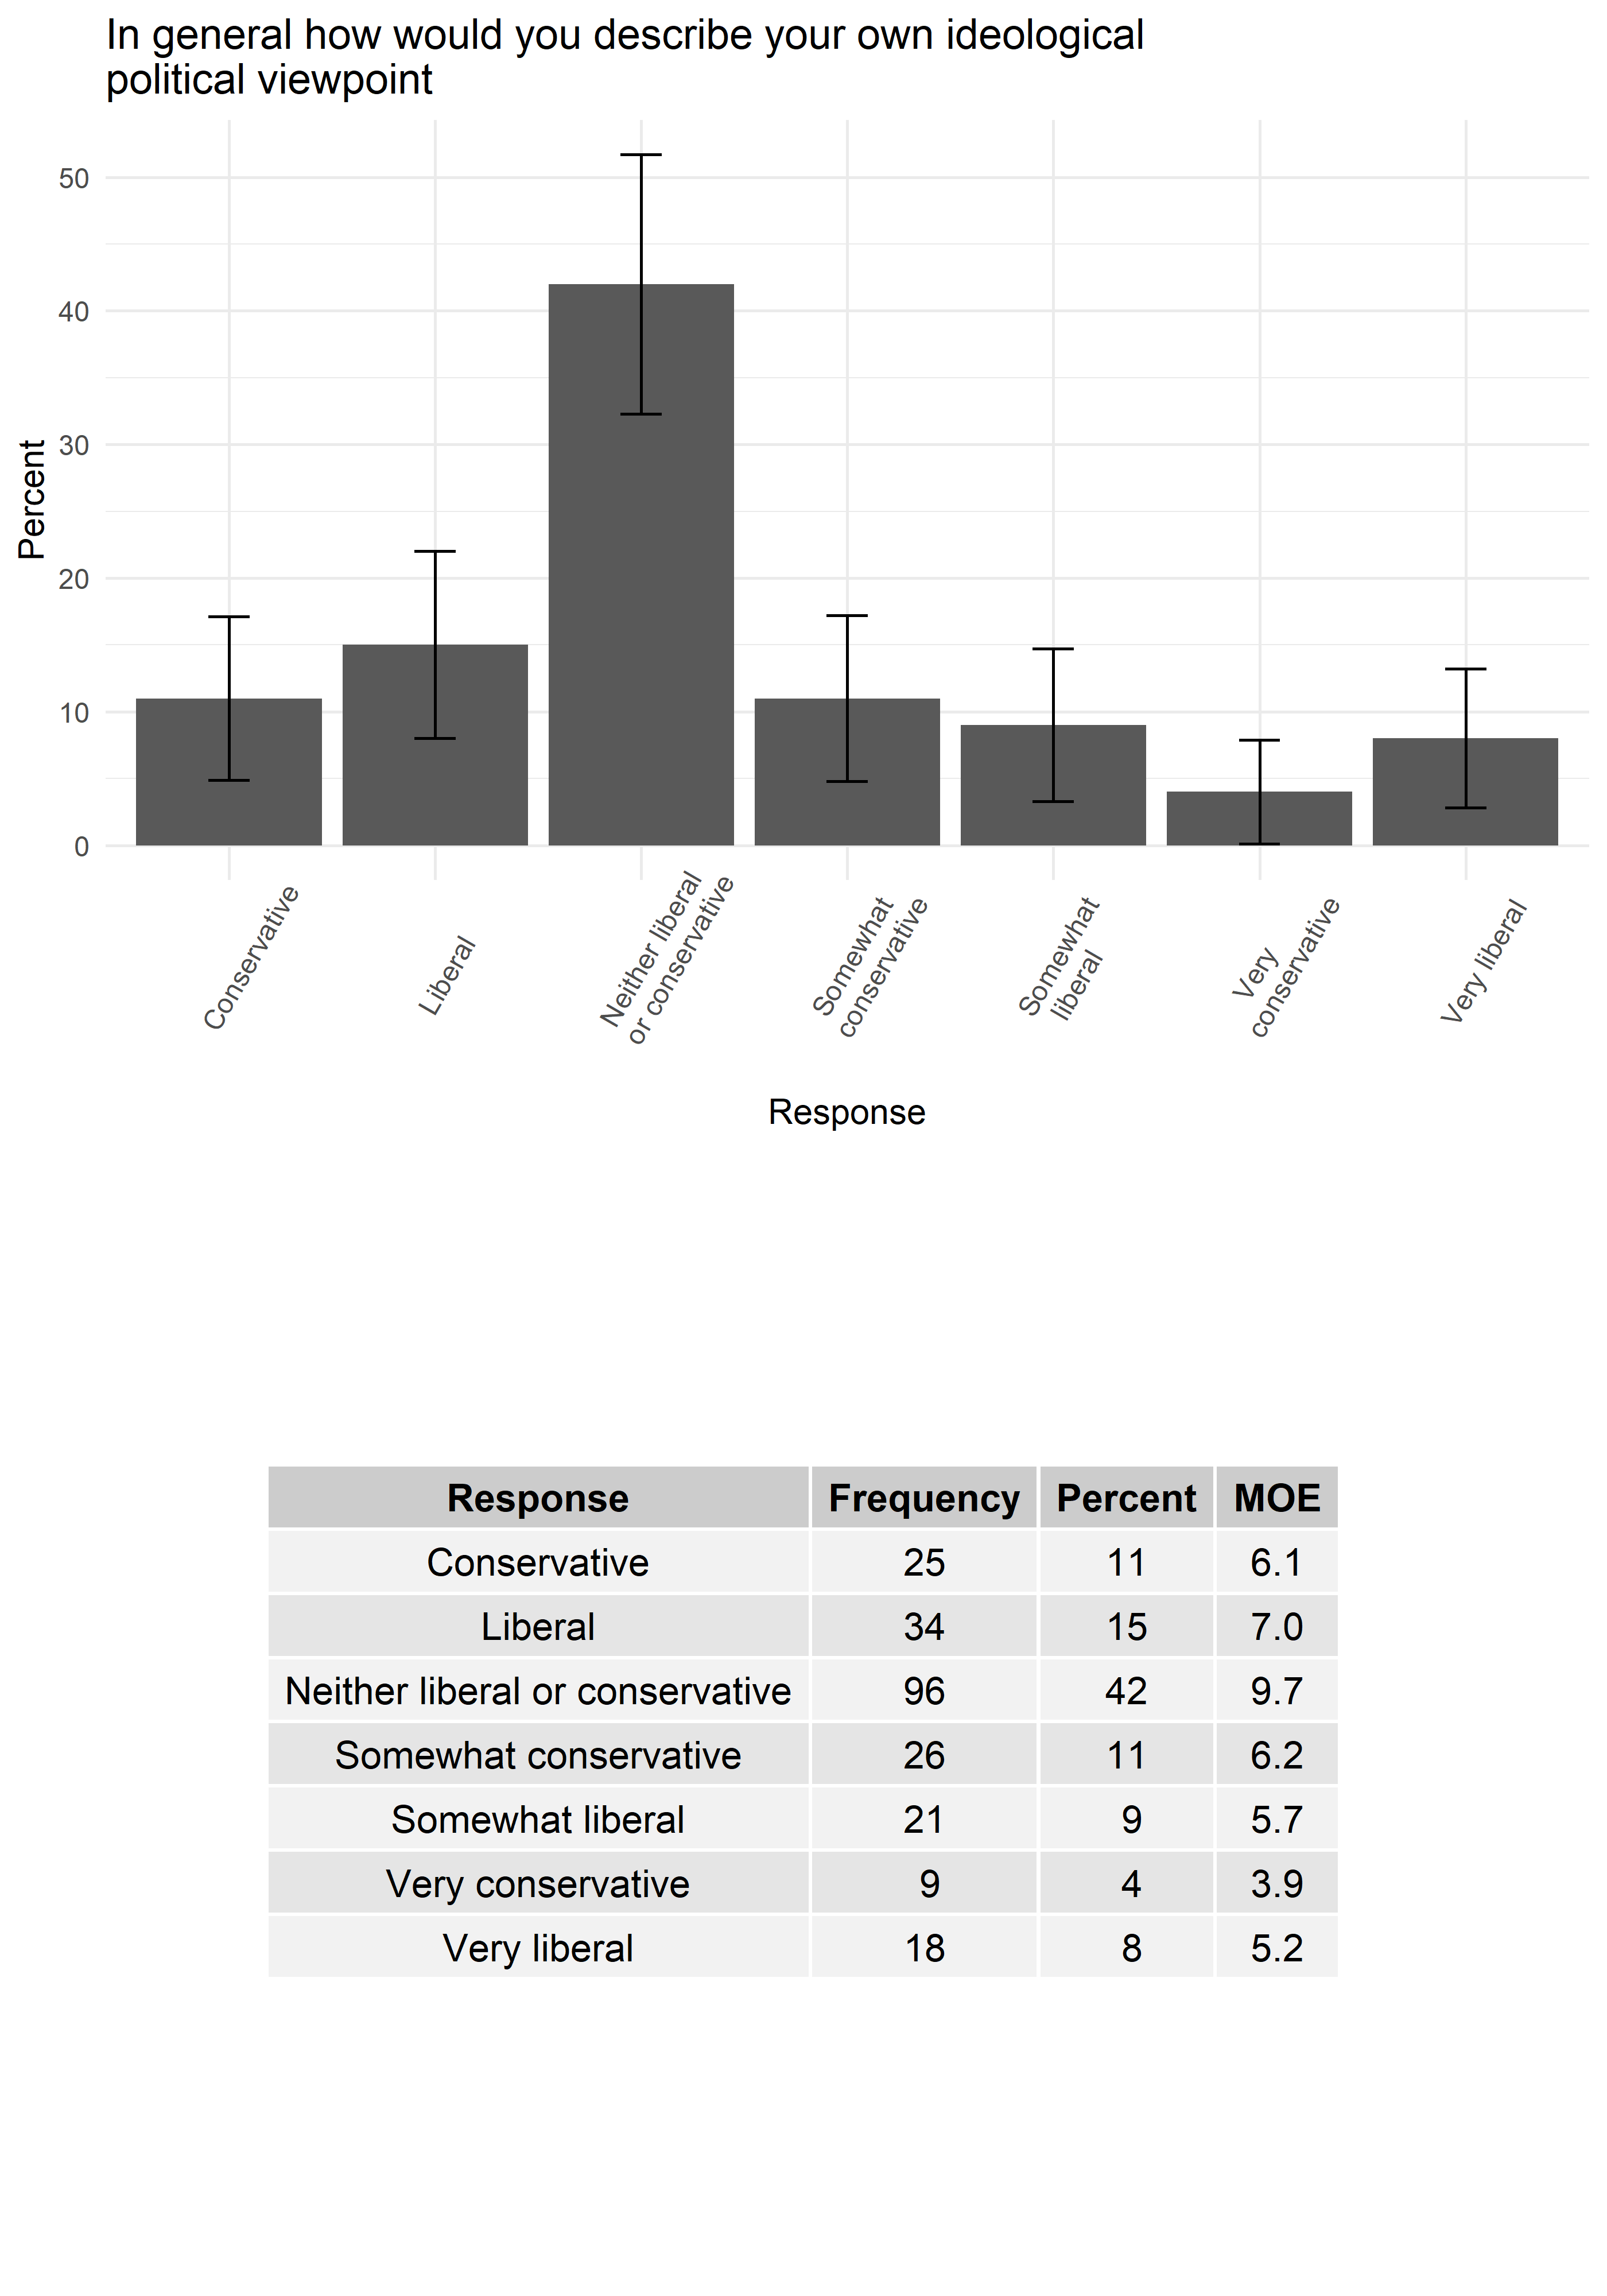 In general how would you describe your own ideological
political viewpoint
Percent
50
40
30
20
10
0
Conservative
Liberal
Neither liberal
or conservative
Somewhat
conservative
Somewhat
liberal
Very
conservative
Very liberal
Response
Response Frequency Percent MOE
Conservative 25 11 6.1
Liberal 34 15 7.0
Neither liberal or conservative 96 42 9.7
Somewhat conservative 26 11 6.2
Somewhat liberal 21 9 5.7
Very conservative 9 4 3.9
Very liberal 18 8 5.2